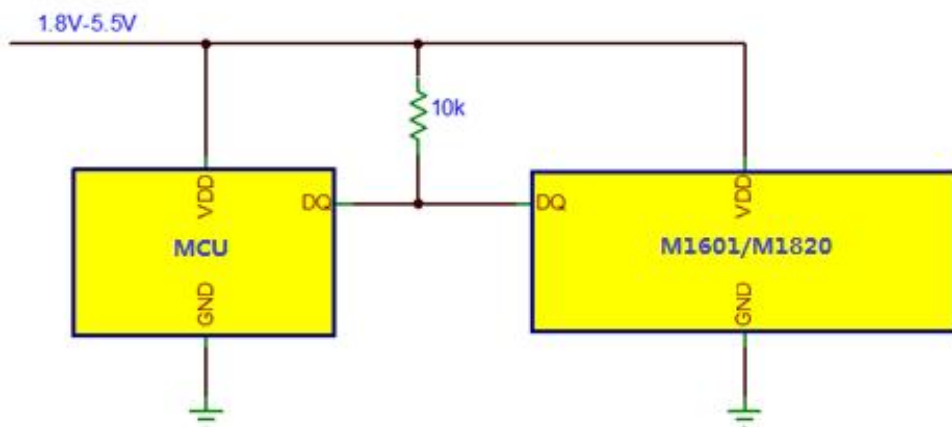 1.8V-5.5V
10k
VDD
DQ
MCU
GND
DQ
VDD
M1601/M1820
GND